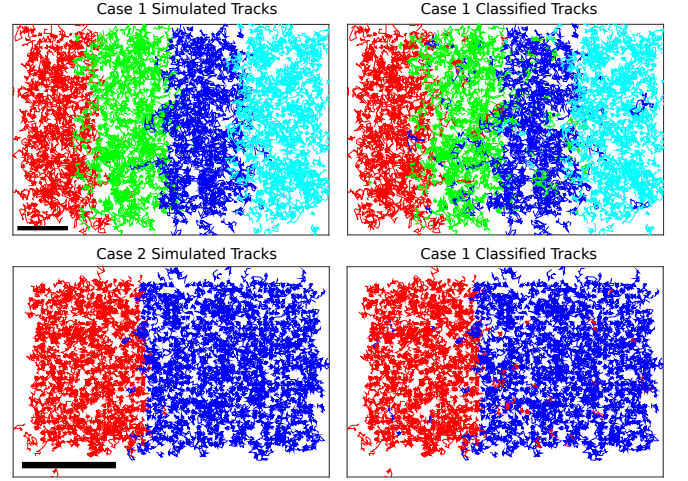 Case 1 Simulated Tracks
Case 1 Classified Tracks
Case 2 Simulated Tracks
Case 1 Classified Tracks